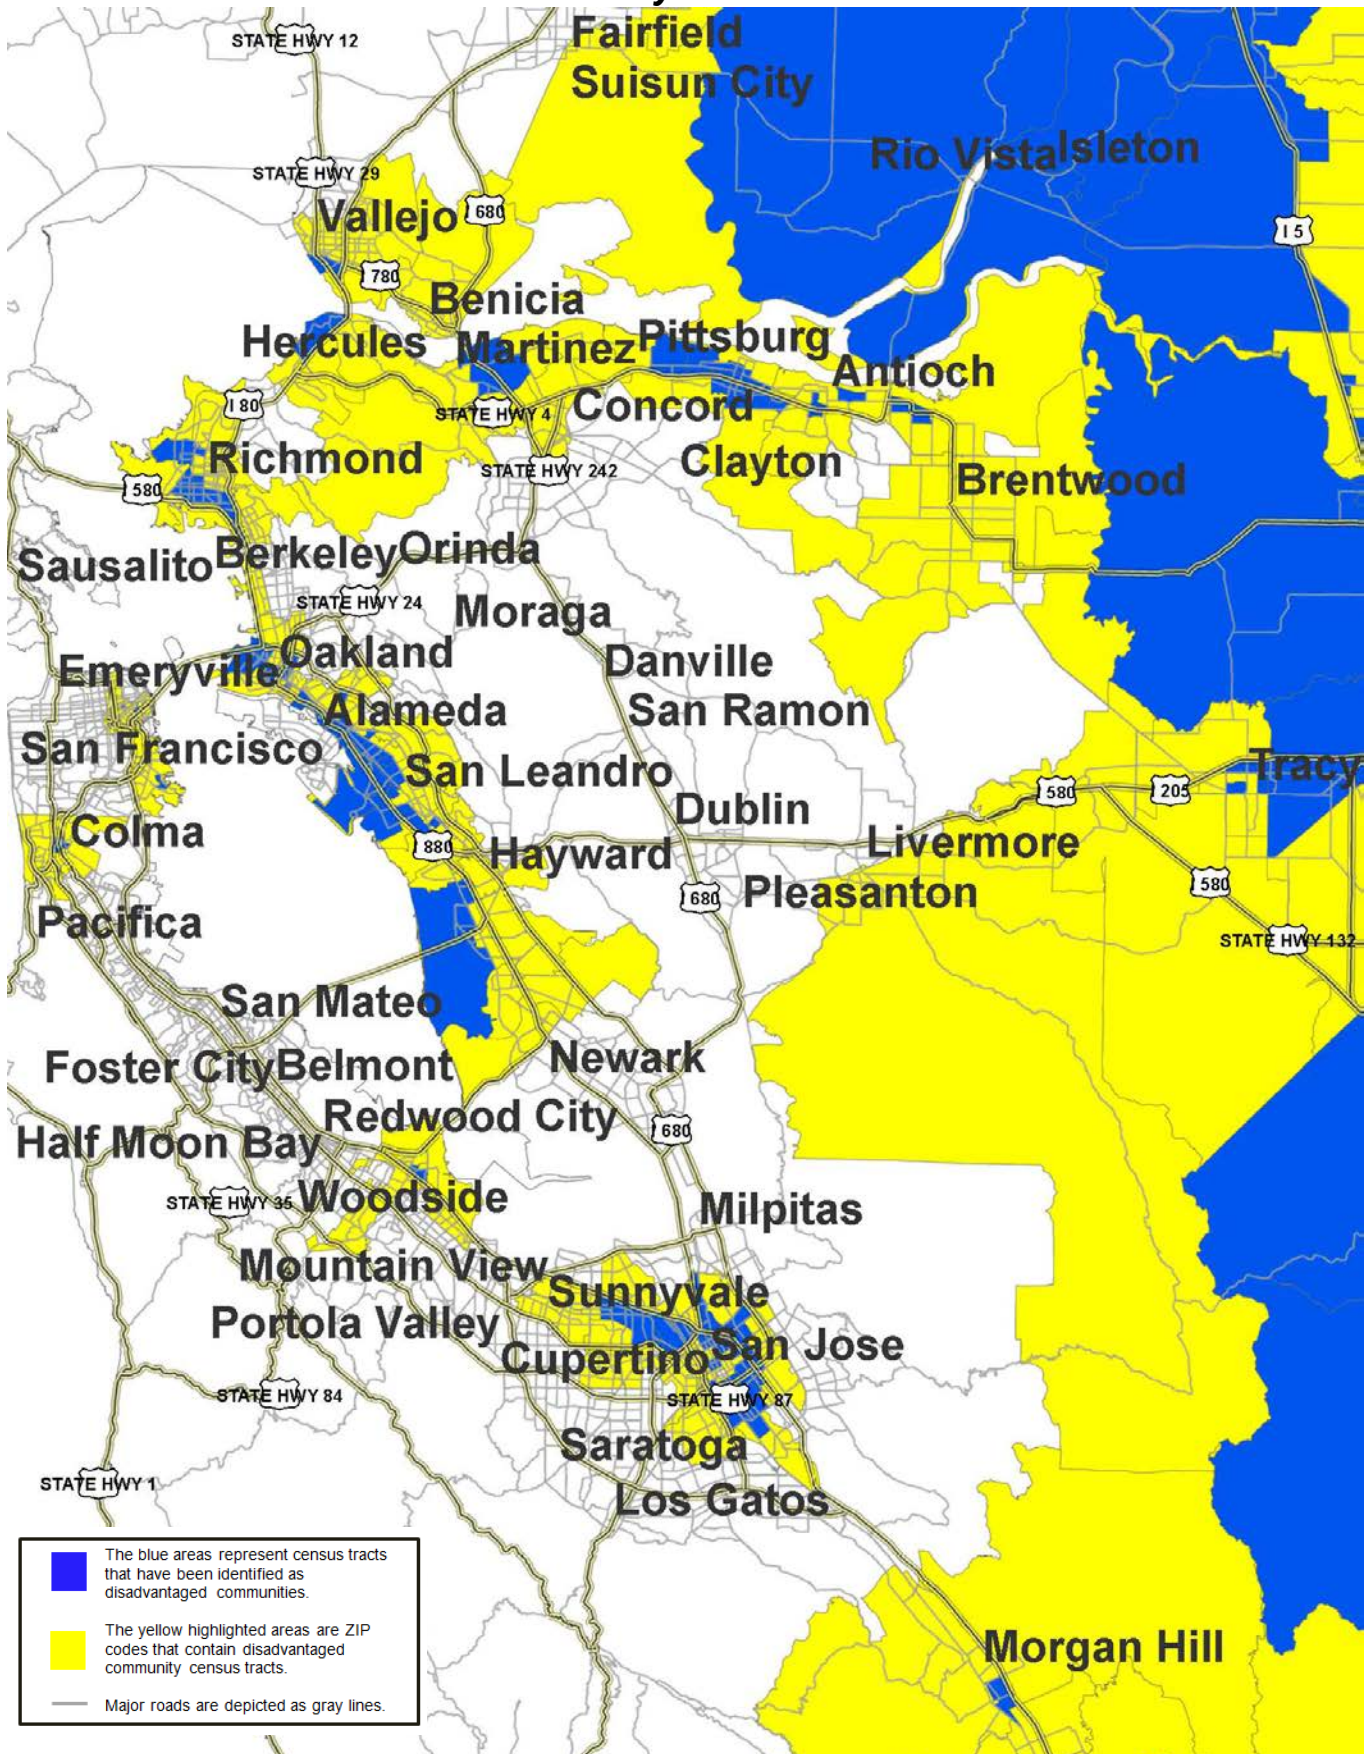 Fairfield
STATE HWY 12
Suisun City
Rio Vista
Isleton
STATE HWY 29
Vallejo
680
I 5
780
Benicia
Hercules
Martinez
Pittsburg
Antioch
I 80
STATE HWY 4
Concord
Richmond
STATE HWY 242
Clayton
Brentwood
580
Sausalito
Berkeley
Orinda
STATE HWY 24
Moraga
Emeryville
Oakland
Danville
Alameda
San Ramon
San Francisco
San Leandro
Tracy
580
205
Dublin
Colma
880
Hayward
Livermore
580
680
Pleasanton
Pacifica
STATE HWY 132
San Mateo
Foster City
Belmont
Newark
Redwood City
680
Half Moon Bay
STATE HWY 35
Woodside
Milpitas
Mountain View
Sunnyvale
Portola Valley
Cupertino
San Jose
STATE HWY 84
STATE HWY 87
Saratoga
STATE HWY 1
Los Gatos
The blue areas represent census tracts
that have been identified as
disadvantaged communities.
The yellow highlighted areas are ZIP
codes that contain disadvantaged
community census tracts.
Major roads are depicted as gray lines.
Morgan Hill